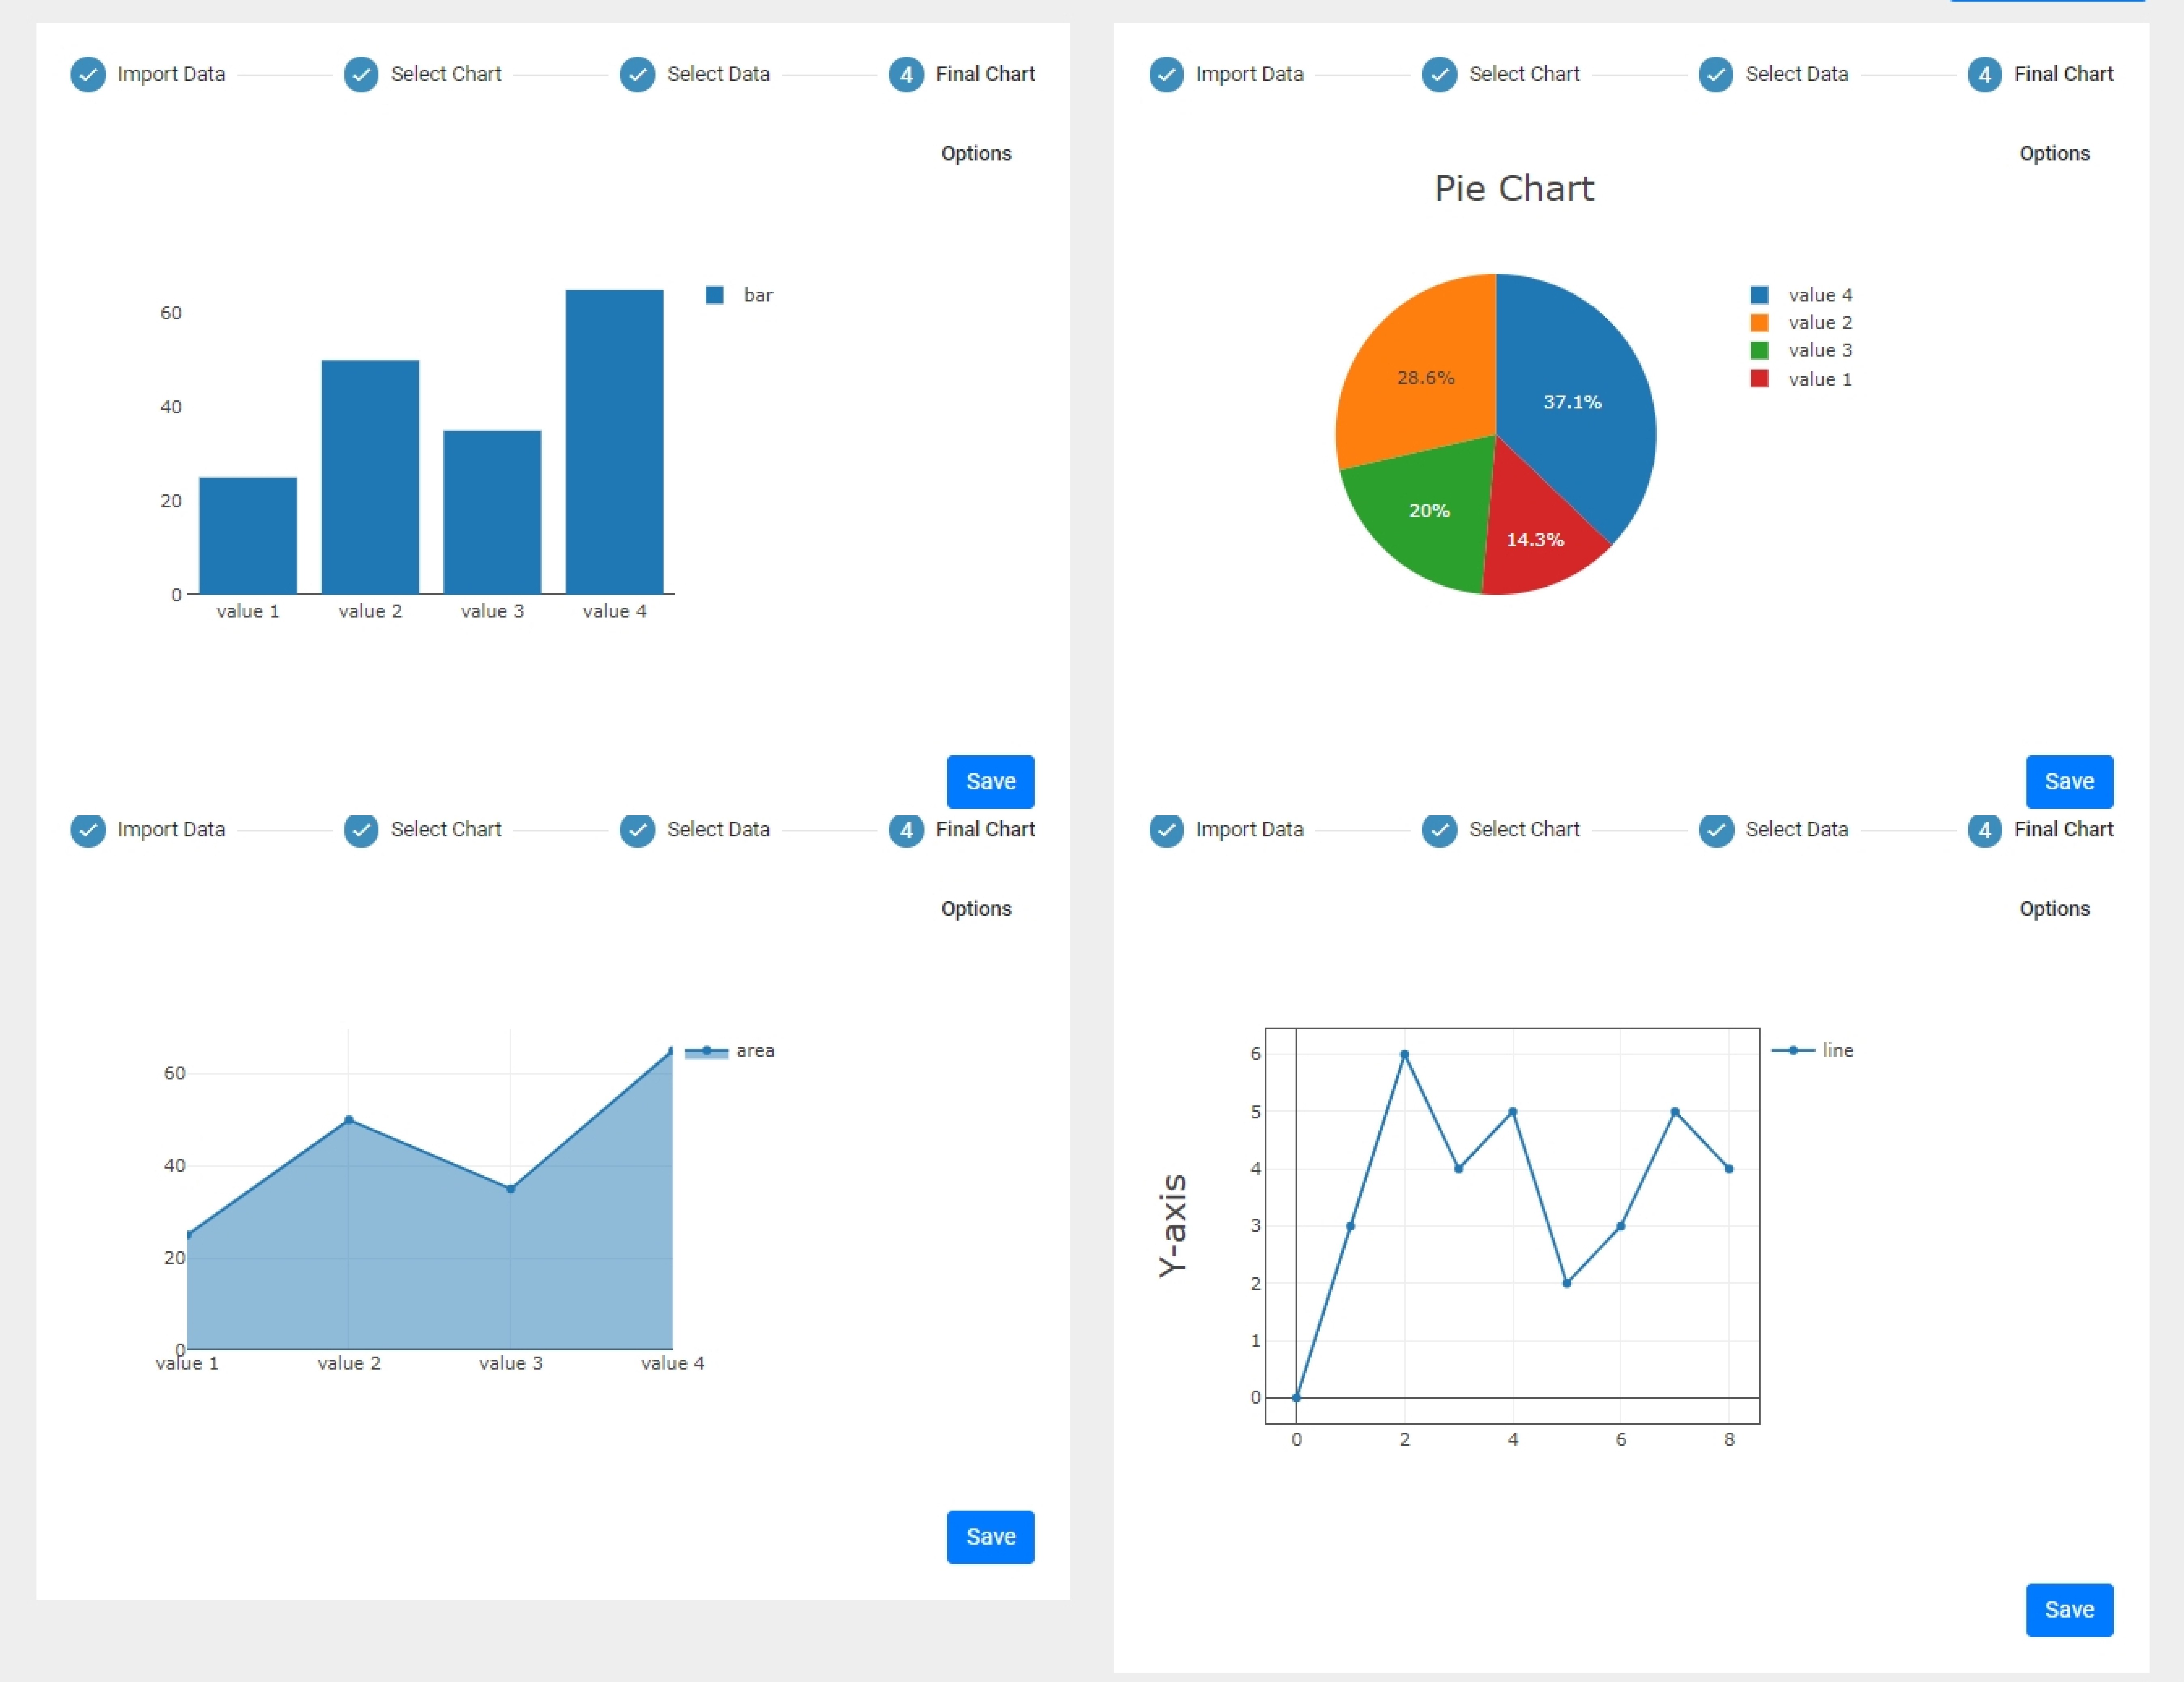 Import Data Select Chart Select Data 4 Final Chart
Options
60
40
20
0
value 1 value 2 value 3 value 4
bar
Save
Import Data Select Chart Select Data 4 Final Chart
Options
Pie Chart
28.6%
37.1%
20%
14.3%
value 4
value 2
value 3
value 1
Save
Import Data Select Chart Select Data 4 Final Chart
Options
60
40
20
0
value 1 value 2 value 3 value 4
area
Save
Import Data Select Chart Select Data 4 Final Chart
Options
Y-axis
6
5
4
3
2
1
0
0 2 4 6 8
line
Save